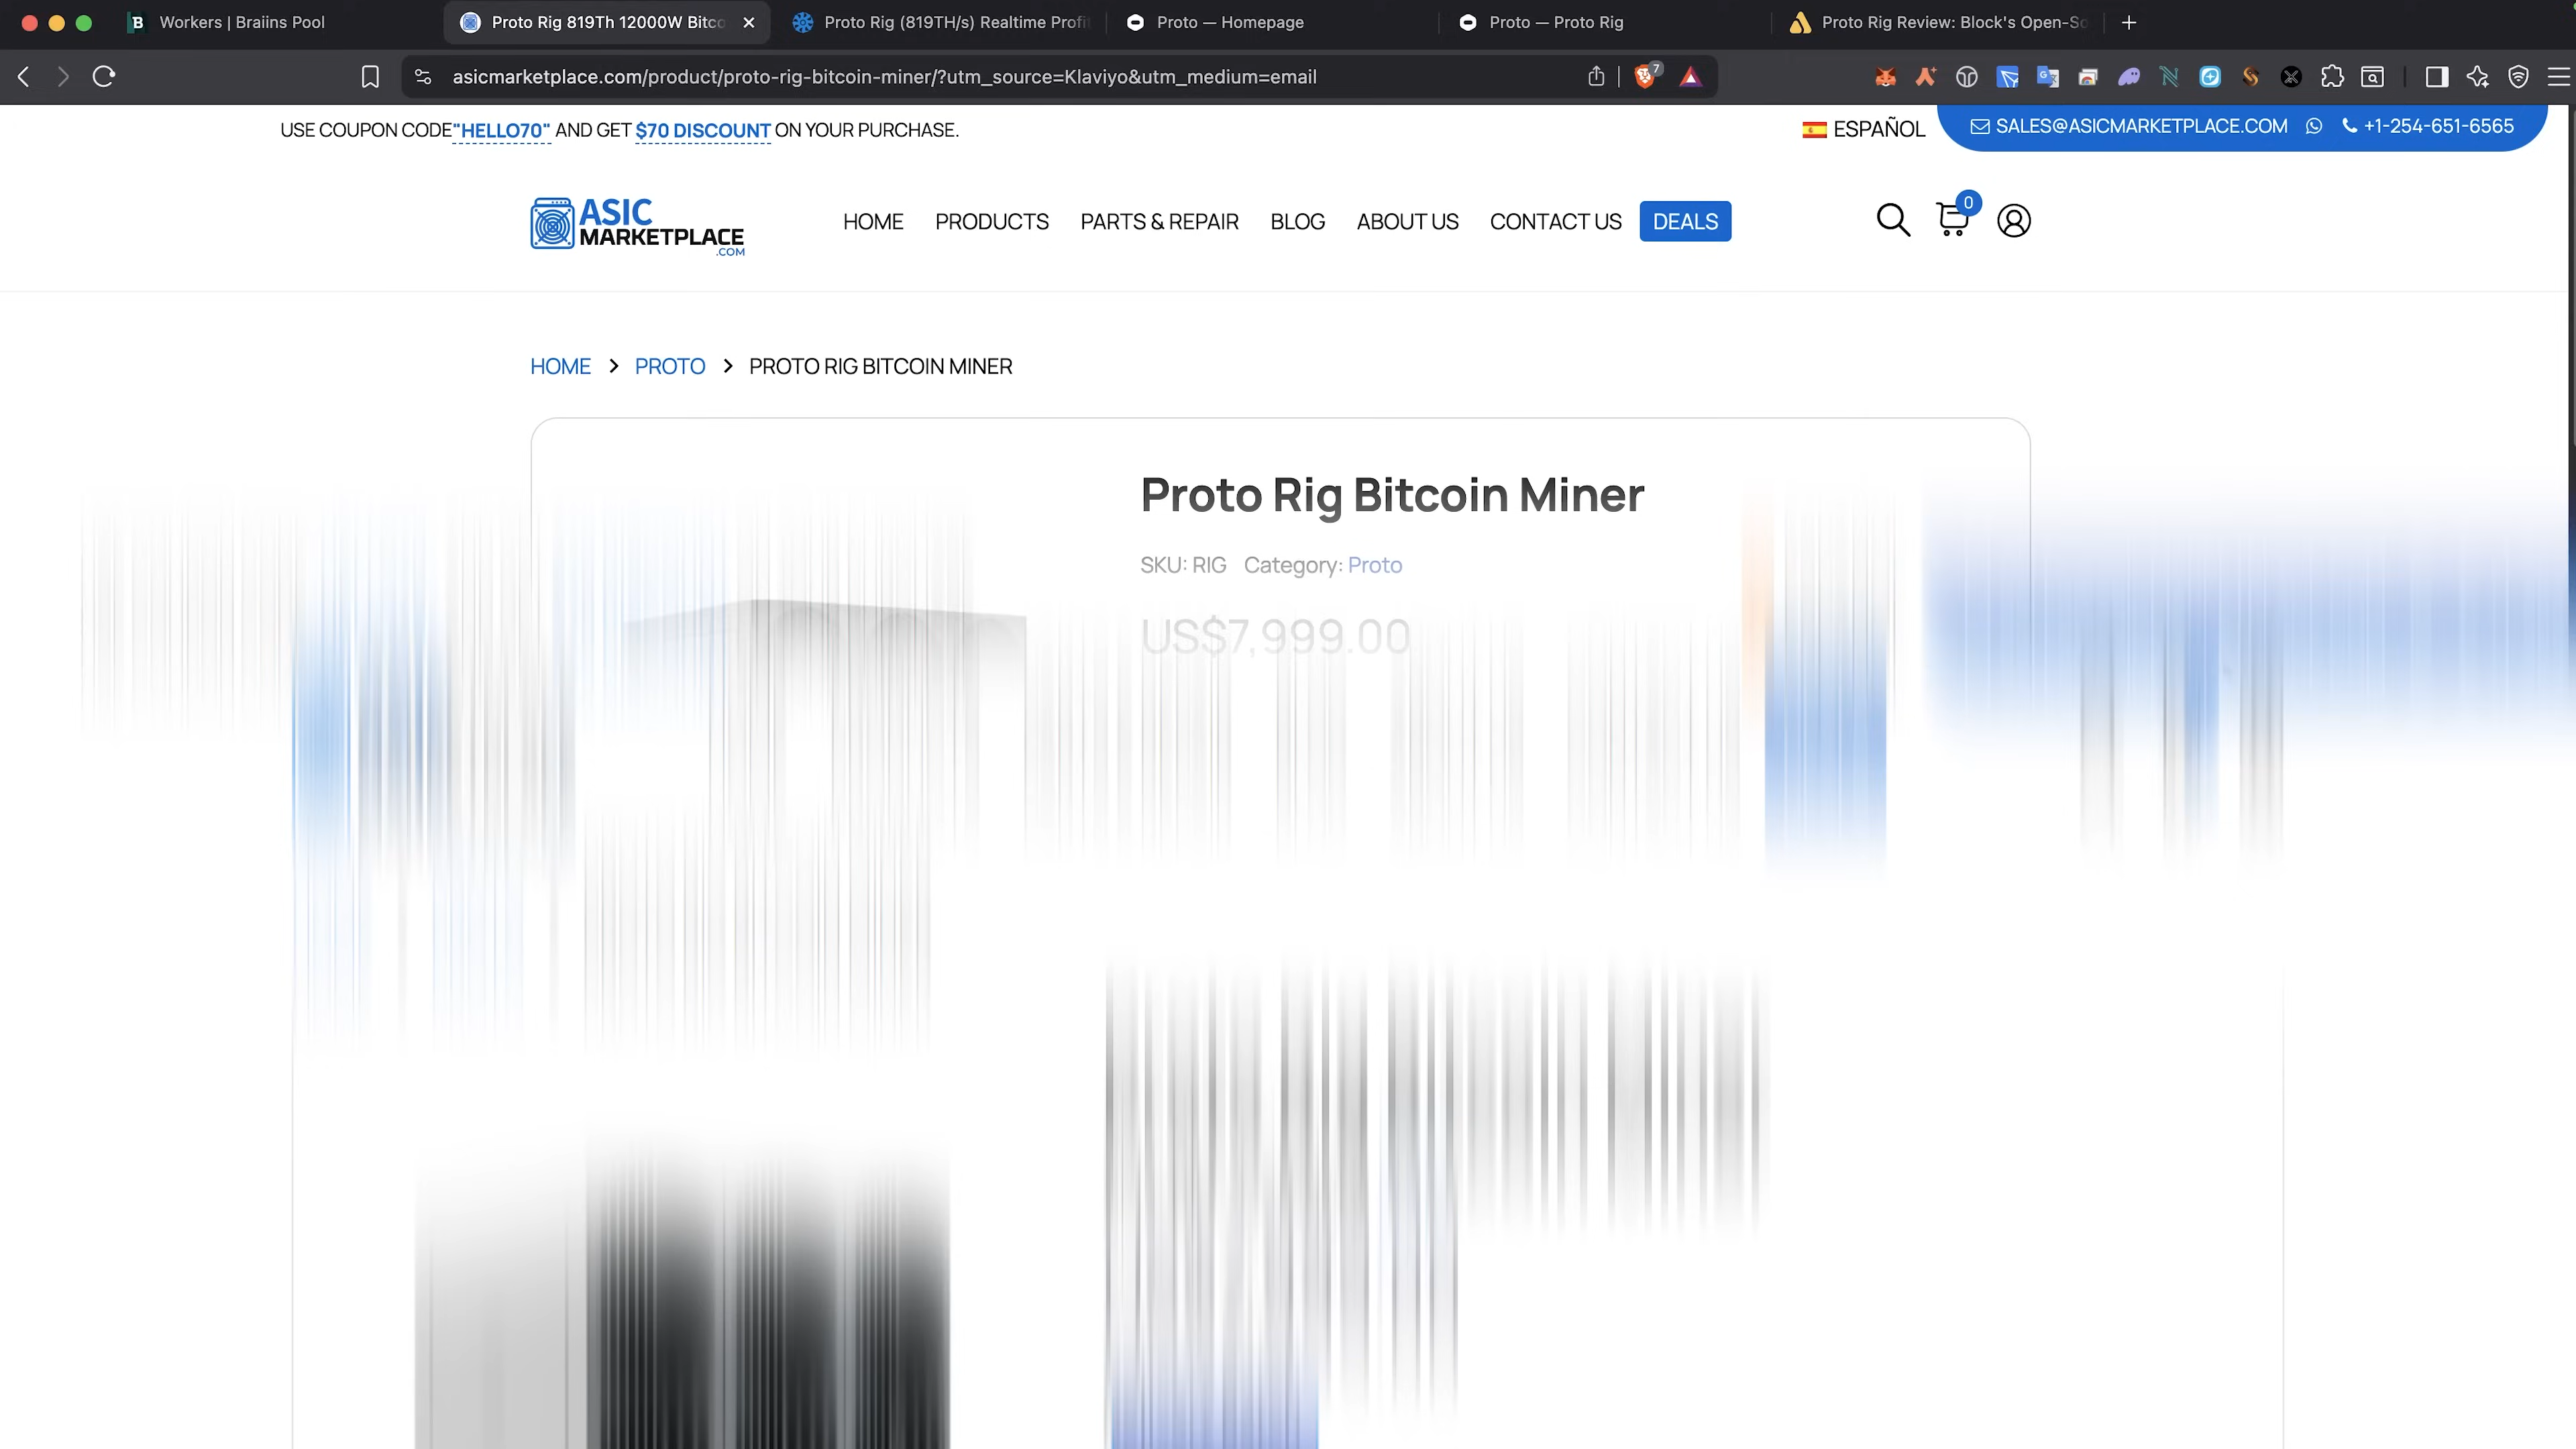 Workers | Braiins Pool
Proto Rig 819Th 12000W Bitco
Proto Rig (819TH/s) Realtime Profi
Proto — Homepage
Proto — Proto Rig
Proto Rig Review: Block's Open-So
asicmarketplace.com/product/proto-rig-bitcoin-miner/?utm_source=Klaviyo&utm_medium=email
7
USE COUPON CODE"HELLO70" AND GET $70 DISCOUNT ON YOUR PURCHASE.
ESPAÑOL
SALES@ASICMARKETPLACE.COM
+1-254-651-6565
ASIC
MARKETPLACE
.COM
HOME
PRODUCTS
PARTS & REPAIR
BLOG
ABOUT US
CONTACT US
DEALS
0
HOME > PROTO > PROTO RIG BITCOIN MINER
Proto Rig Bitcoin Miner
SKU: RIG Category: Proto
US$7,999.00